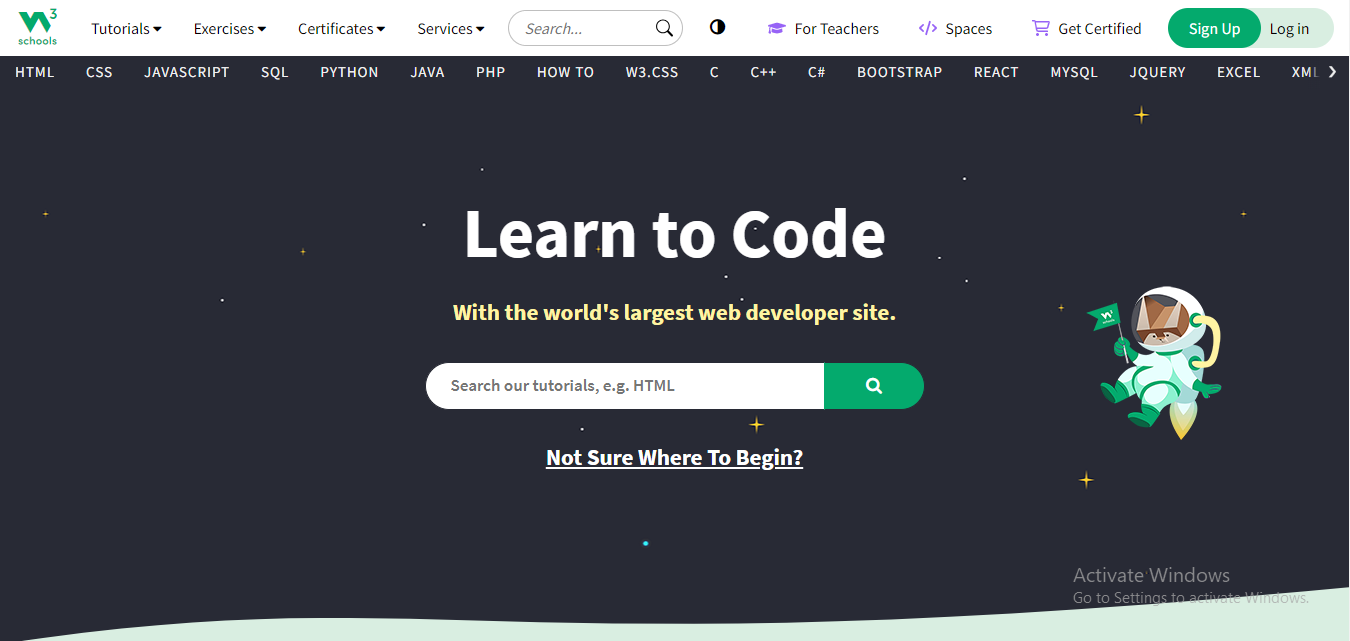 W3 schools
Tutorials Exercises Certificates Services Search... For Teachers Spaces Get Certified Sign Up Log in
HTML CSS JAVASCRIPT SQL PYTHON JAVA PHP HOW TO W3.CSS C C++ C# BOOTSTRAP REACT MYSQL JQUERY EXCEL XML
Learn to Code
With the world's largest web developer site.
Search our tutorials, e.g. HTML
Not Sure Where To Begin?
Activate Windows
Go to Settings to activate Windows.